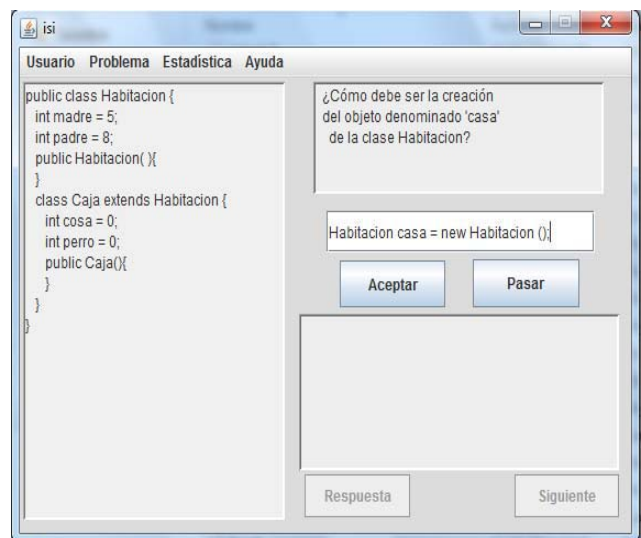 isi
Usuario Problema Estadística Ayuda
public class Habitacion {
int madre = 5;
int padre = 8;
public Habitacion( ){
}
class Caja extends Habitacion {
int cosa = 0;
int perro = 0;
public Caja(){
}
}
}
¿Cómo debe ser la creación
del objeto denominado 'casa'
de la clase Habitacion?
Habitacion casa = new Habitacion ();
Aceptar
Pasar
Respuesta
Siguiente